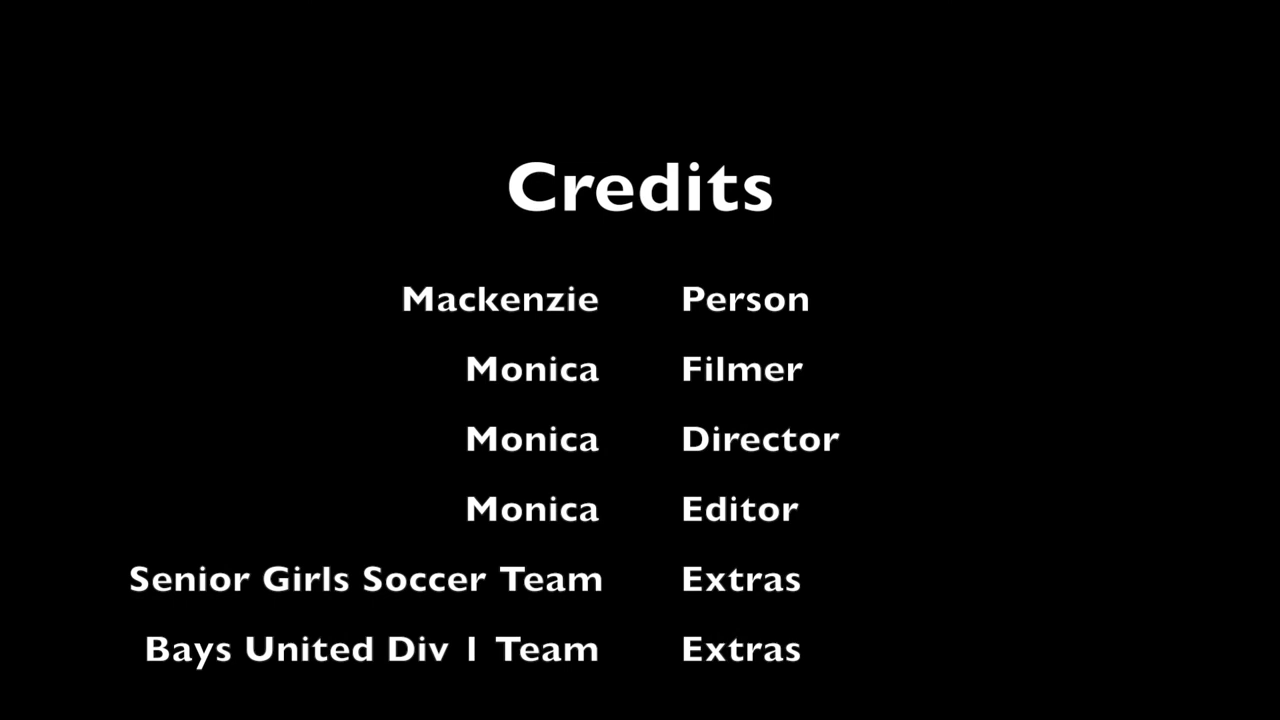 Credits
Mackenzie Person
Monica Filmer
Monica Director
Monica Editor
Senior Girls Soccer Team Extras
Bays United Div 1 Team Extras